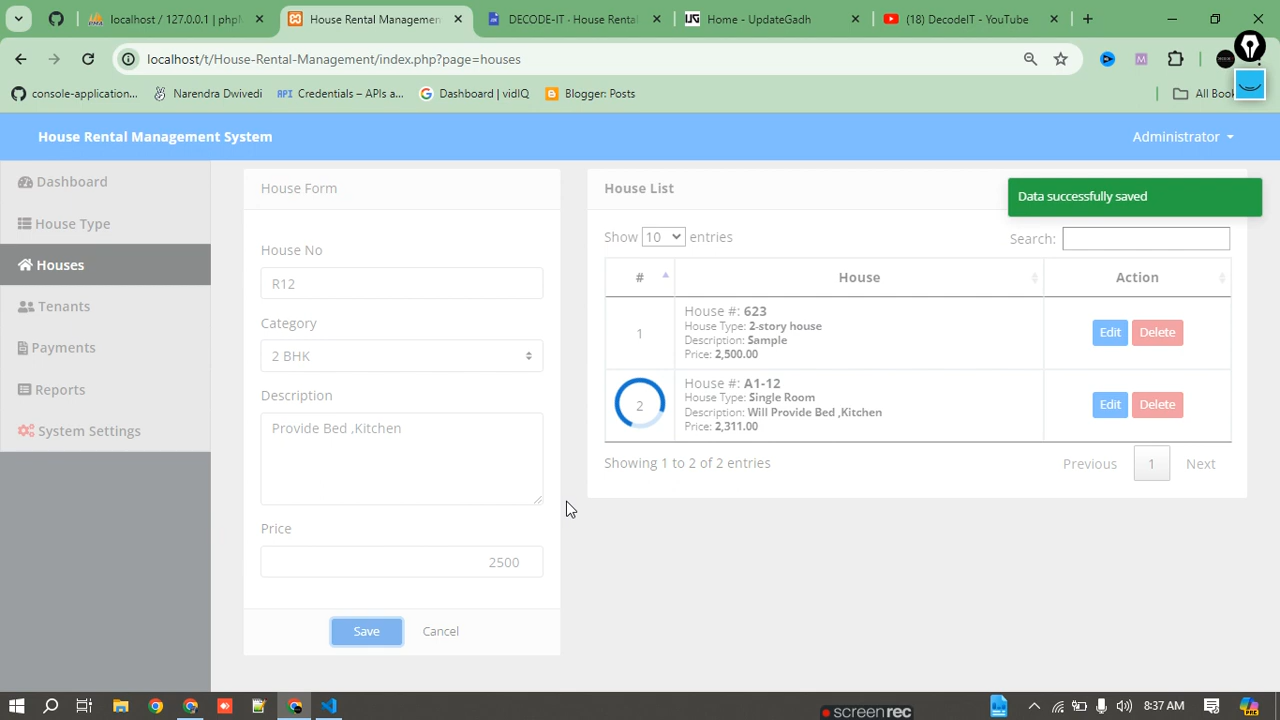 localhost / 127.0.0.1 | phpM
House Rental Management
DECODE-IT - House Rental
Home - UpdateGadh
(18) DecodeIT - YouTube
localhost/t/House-Rental-Management/index.php?page=houses
console-application...
Narendra Dwivedi
API Credentials – APIs a...
Dashboard | vidIQ
Blogger: Posts
All Boo
House Rental Management System
Administrator
Dashboard
House Type
Houses
Tenants
Payments
Reports
System Settings
House Form
House No
R12
Category
2 BHK
Description
Provide Bed ,Kitchen
Price
2500
Save Cancel
House List
Data successfully saved
Show 10 entries
Search:
# House Action
1
House #: 623
House Type: 2-story house
Description: Sample
Price: 2,500.00
Edit Delete
2
House #: A1-12
House Type: Single Room
Description: Will Provide Bed ,Kitchen
Price: 2,311.00
Edit Delete
Showing 1 to 2 of 2 entries
Previous 1 Next
screenrec
8:37 AM